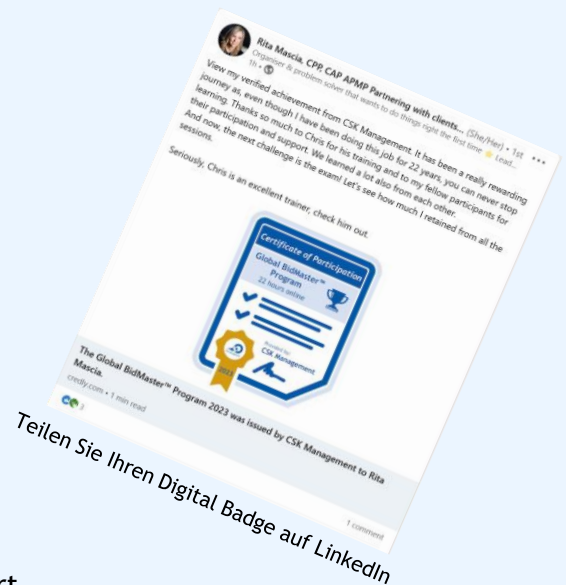 Rita Mascia, CPP, CAP APMP Partnering with clients... (She/Her) • 1st
Organiser & problem solver that wants to do things right the first time ⭐ Lead...
1h •
View my verified achievement from CSK Management. It has been a really rewarding
journey as, even though I have been doing this job for 22 years, you can never stop
learning. Thanks so much to Chris for his training and to my fellow participants for
their participation and support. We learned a lot also from each other.
And now, the next challenge is the exam! Let's see how much I retained from all the
sessions.
Seriously, Chris is an excellent trainer, check him out.
Certificate of Participation
Global BidMaster™
Program
22 hours online
Provided by:
CSK Management
2023
The Global BidMaster™ Program 2023 was issued by CSK Management to Rita
Mascia.
credly.com • 1 min read
3
1 comment
Teilen Sie Ihren Digital Badge auf LinkedIn